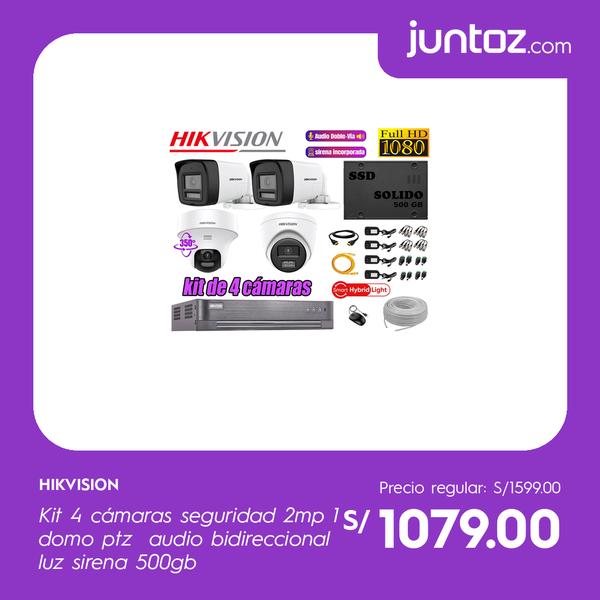 juntoz.com
HIKVISION
Audio Doble-Vía
sirena incorporada
Full HD
1080
SSD
SOLIDO
500 GB
HIKVISION
350°
kit de 4 cámaras
Smart Hybrid Light
HIKVISION
Precio regular: S/1599.00
Kit 4 cámaras seguridad 2mp 1
domo ptz audio bidireccional
luz sirena 500gb
S/ 1079.00